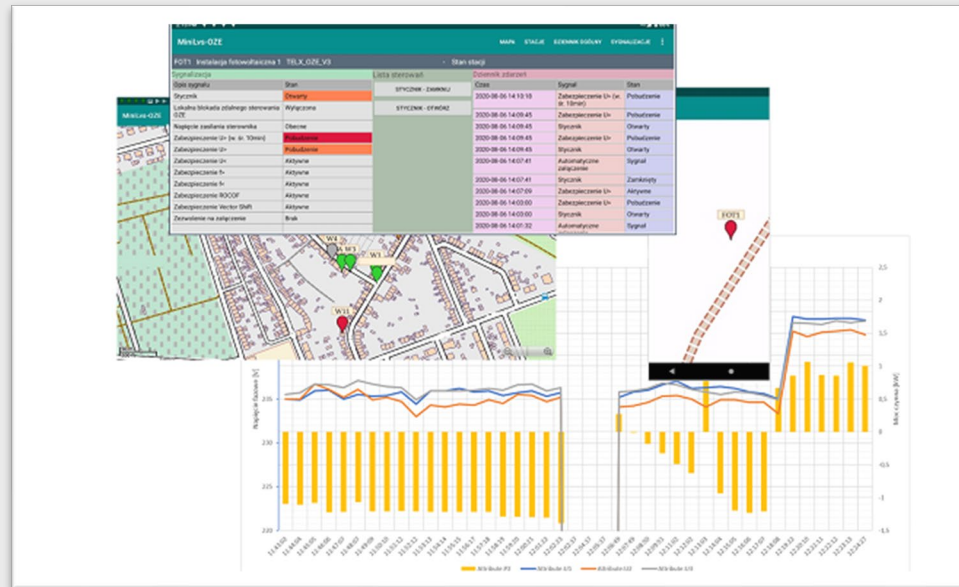 MiniLvs-OZE
MAPA STACJE DZIENNIK OGÓLNY SYGNALIZACJE
FOT1 Instalacja fotowoltaiczna 1 TELX_OZE_V3 - Stan stacji
Sygnalizacja
Opis sygnału Stan
Stycznik Otwarty
Lokalna blokada zdalnego sterowania OZE Wyłączona
Napięcie zasilania sterownika Obecne
Zabezpieczenie U> (w. śr. 10min) Pobudzenie
Zabezpieczenie U> Pobudzenie
Zabezpieczenie U< Aktywne
Zabezpieczenie f> Aktywne
Zabezpieczenie f< Aktywne
Zabezpieczenie ROCOF Aktywne
Zabezpieczenie Vector Shift Aktywne
Zezwolenie na załączenie Brak
Lista sterowań
STYCZNIK - ZAMKNIJ
STYCZNIK - OTWÓRZ
Dziennik zdarzeń
Czas Sygnał Stan
2020-08-06 14:10:18 Zabezpieczenie U> (w. śr. 10min) Pobudzenie
2020-08-06 14:09:45 Zabezpieczenie U> Pobudzenie
2020-08-06 14:09:45 Stycznik Otwarty
2020-08-06 14:09:45 Zabezpieczenie U> Pobudzenie
2020-08-06 14:09:45 Stycznik Otwarty
2020-08-06 14:07:41 Automatyczne załączenie Sygnał
2020-08-06 14:07:41 Stycznik Zamknięty
2020-08-06 14:07:09 Zabezpieczenie U> Aktywne
2020-08-06 14:03:00 Zabezpieczenie U> Pobudzenie
2020-08-06 14:03:00 Stycznik Otwarty
2020-08-06 14:01:32 Automatyczne Sygnał
MiniLvs-OZE
W3
W1
W11
FOT1
Napięcie fazowe [V]
235
230
225
220
2,5
2
1,5
1
0,5
0
-0,5
-1
-1,5
Moc czynna [kW]